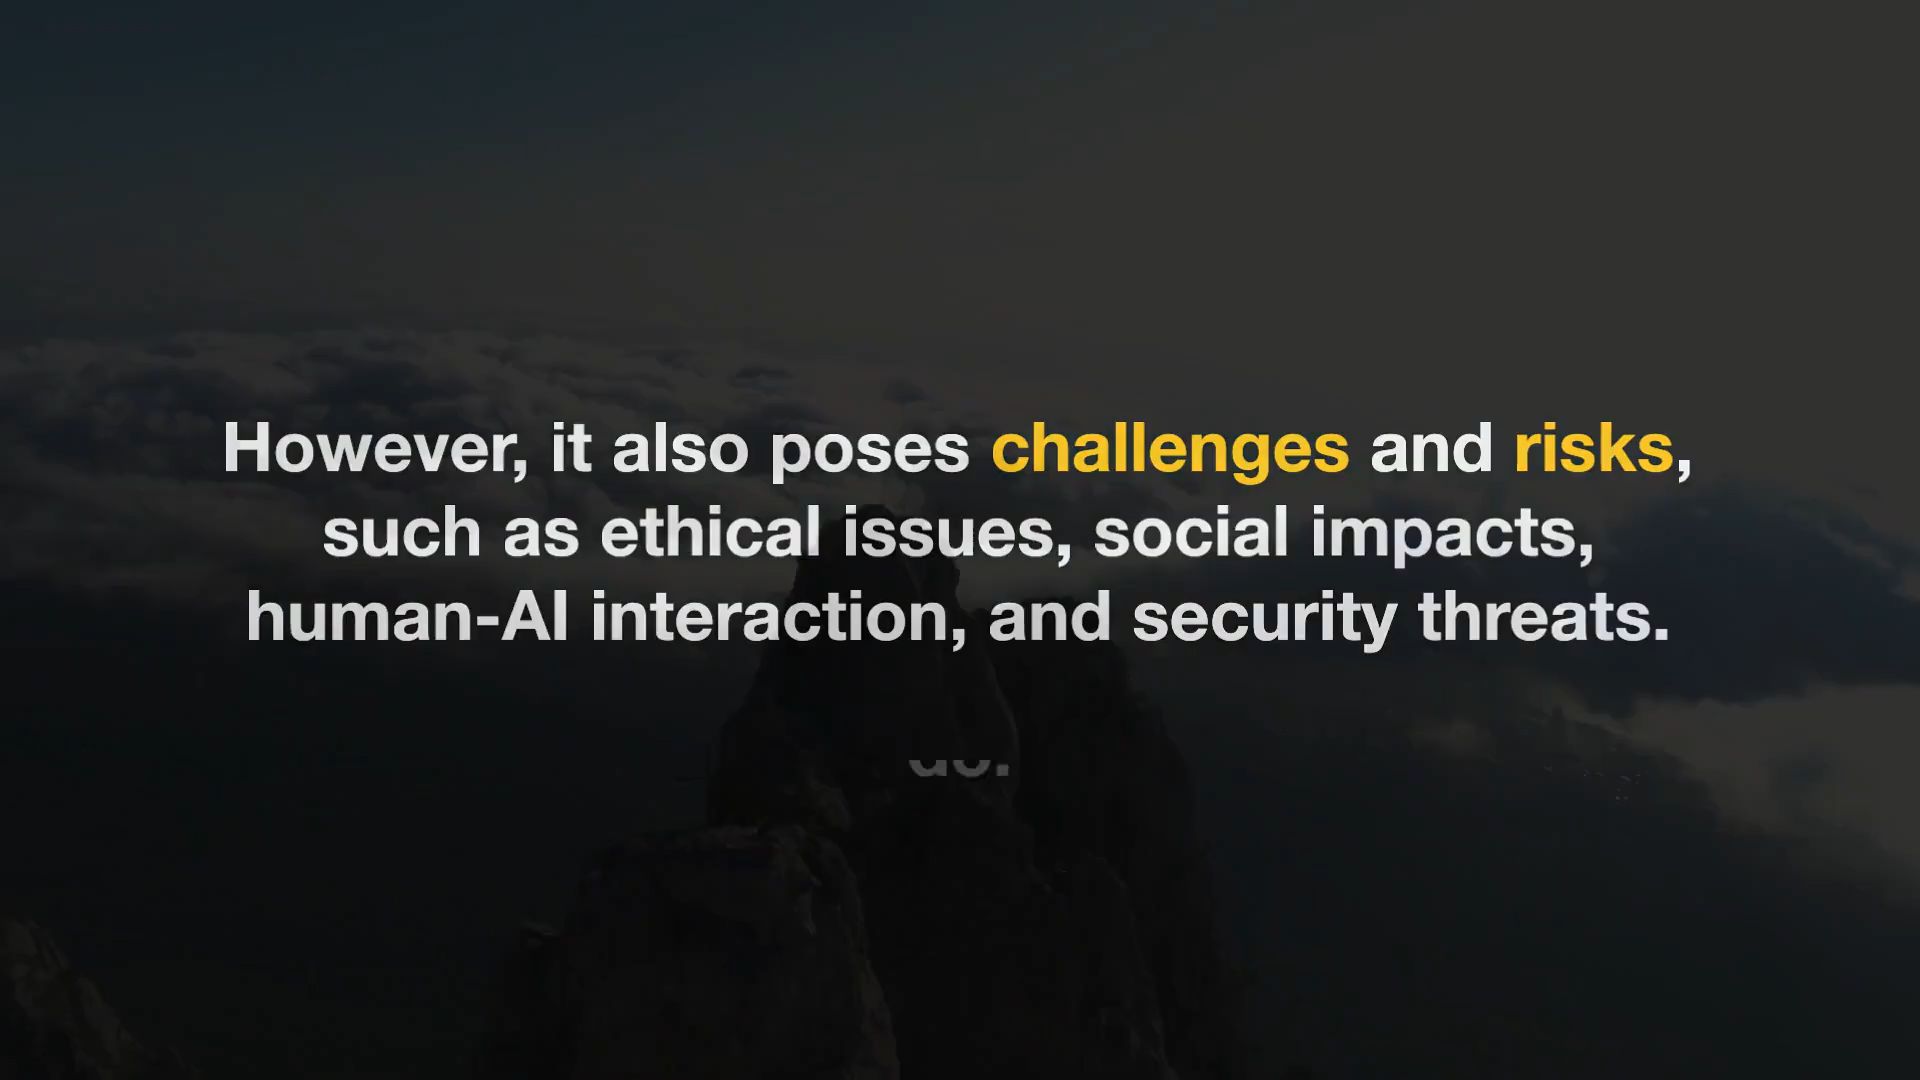 However, it also poses challenges and risks,
such as ethical issues, social impacts,
human-AI interaction, and security threats.